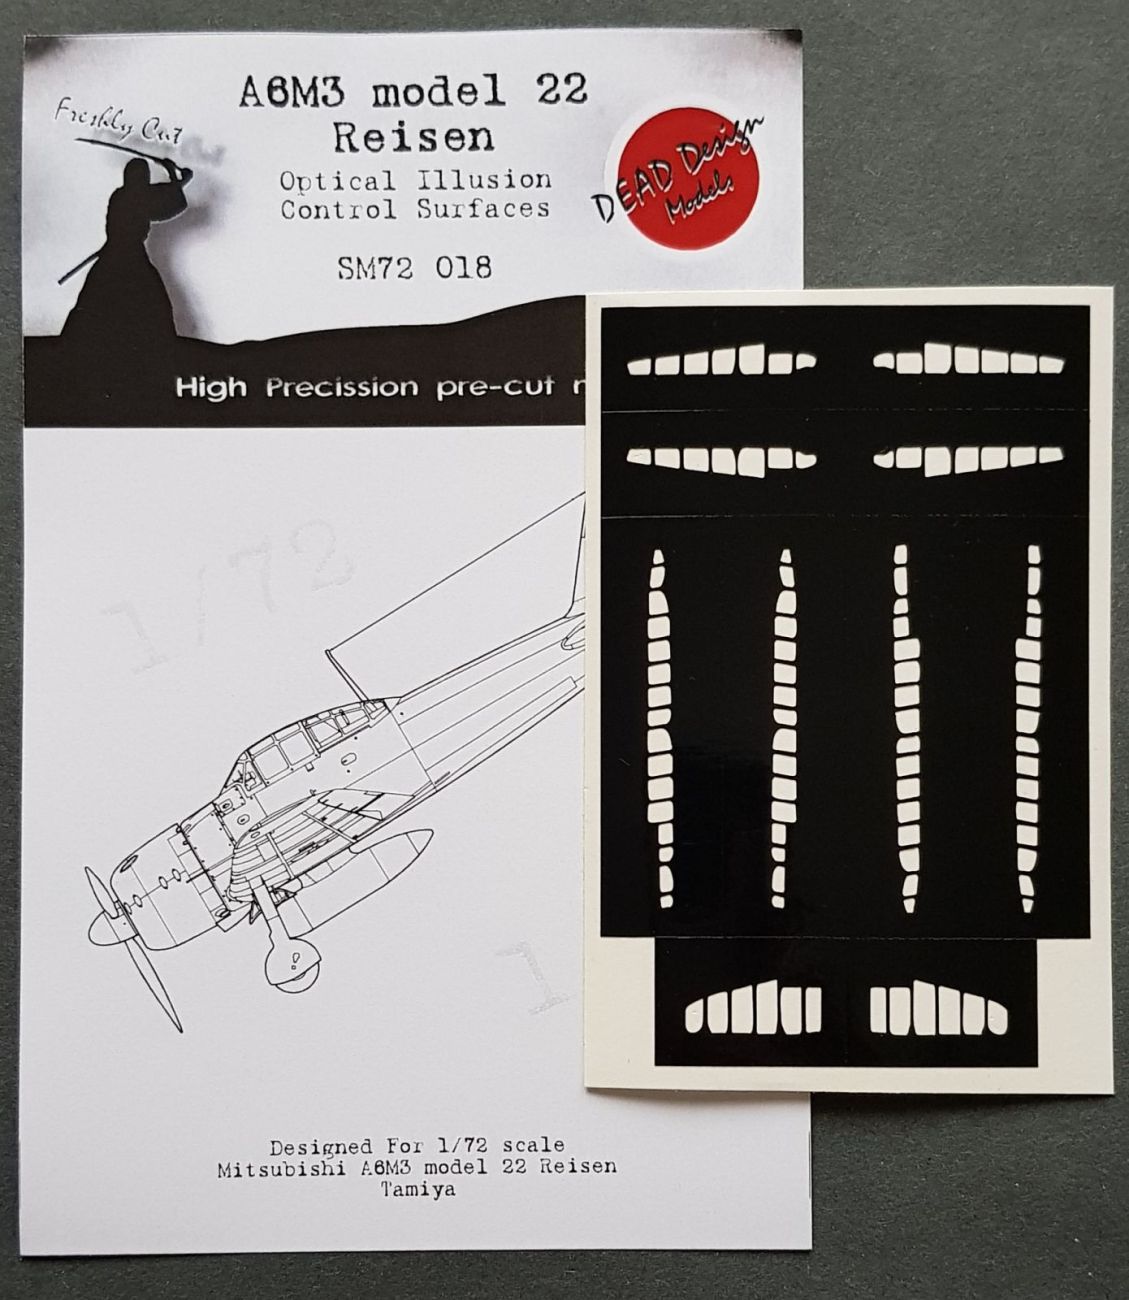 A6M3 model 22
Reisen
Freshly Cut
Optical Illusion
Control Surfaces
SM72 018
DEAD Design
Models
High Precission pre-cut
1/72
1
Designed For 1/72 scale
Mitsubishi A6M3 model 22 Reisen
Tamiya